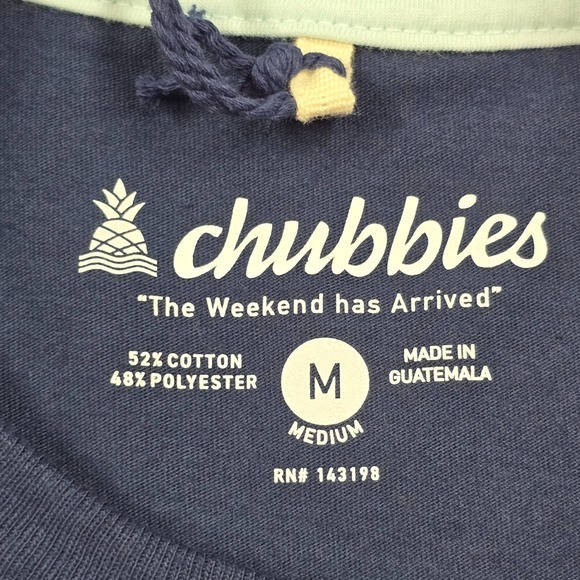 chubbies
"The Weekend has Arrived"
52% COTTON
48% POLYESTER
M
MEDIUM
MADE IN
GUATEMALA
RN# 143198